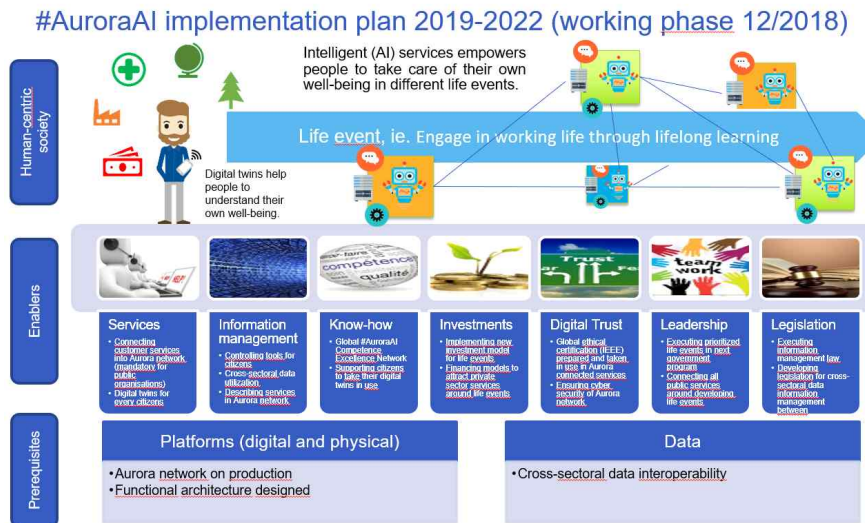 #AuroraAI implementation plan 2019-2022 (working phase 12/2018)
Human-centric
society
Intelligent (AI) services empowers
people to take care of their own
well-being in different life events.
Life event, ie. Engage in working life through lifelong learning
Digital twins help
people to
understand their
own well-being.
Enablers
HELP
savoir-faire
compétence
qualité
Trust
team
work
Services
• Connecting
customer services
into Aurora network
(mandatory for
public
organisations)
• Digital twins for
every citizens
Information
management
• Controlling tools for
citizens
• Cross-sectoral data
utilization
• Describing services
in Aurora network
Know-how
• Global #AuroraAI
Competence
Excellence Network
• Supporting citizens
to take their digital
twins in use
Investments
• Implementing new
investment model
for life events
• Financing models to
attract private
sector services
around life events
Digital Trust
• Global ethical
certification (IEEE)
prepared and taken
in use in Aurora
connected services
• Ensuring cyber
security of Aurora
network
Leadership
• Executing prioritized
life events in next
government
program
• Connecting all
public services
around developing
life events
Legislation
• Executing
information
management law
• Developing
legislation for cross-
sectoral data
information
management
between
Prerequisites
Platforms (digital and physical)
• Aurora network on production
• Functional architecture designed
Data
• Cross-sectoral data interoperability